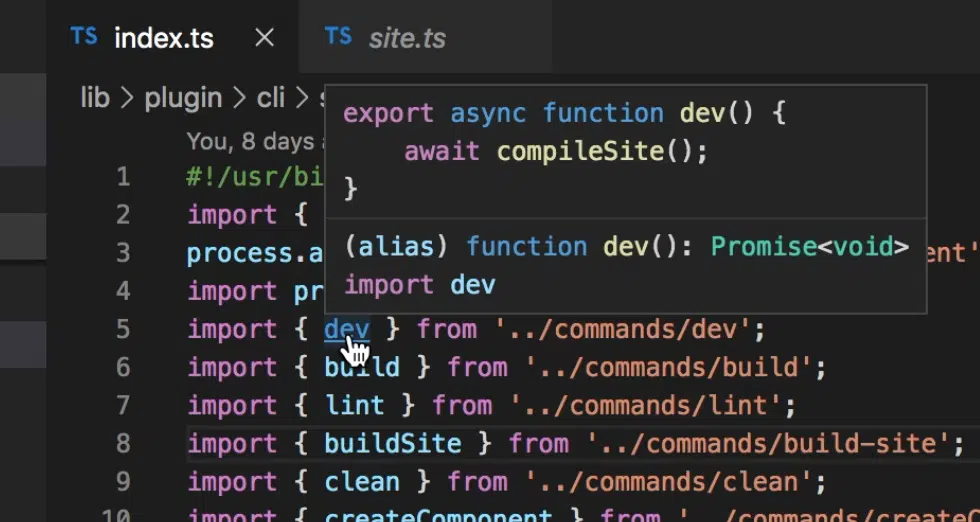 TS index.ts × TS site.ts
lib > plugin > cli >
export async function dev() {
await compileSite();
}
(alias) function dev(): Promise<void>
import dev
You, 8 days
1 #!/usr/bi
2 import {
3 process.a ent'
4 import pr
5 import { dev } from '../commands/dev';
6 import { build } from '../commands/build';
7 import { lint } from '../commands/lint';
8 import { buildSite } from '../commands/build-site';
9 import { clean } from '../commands/clean';
10 import { createComponent } from '../commands/createC